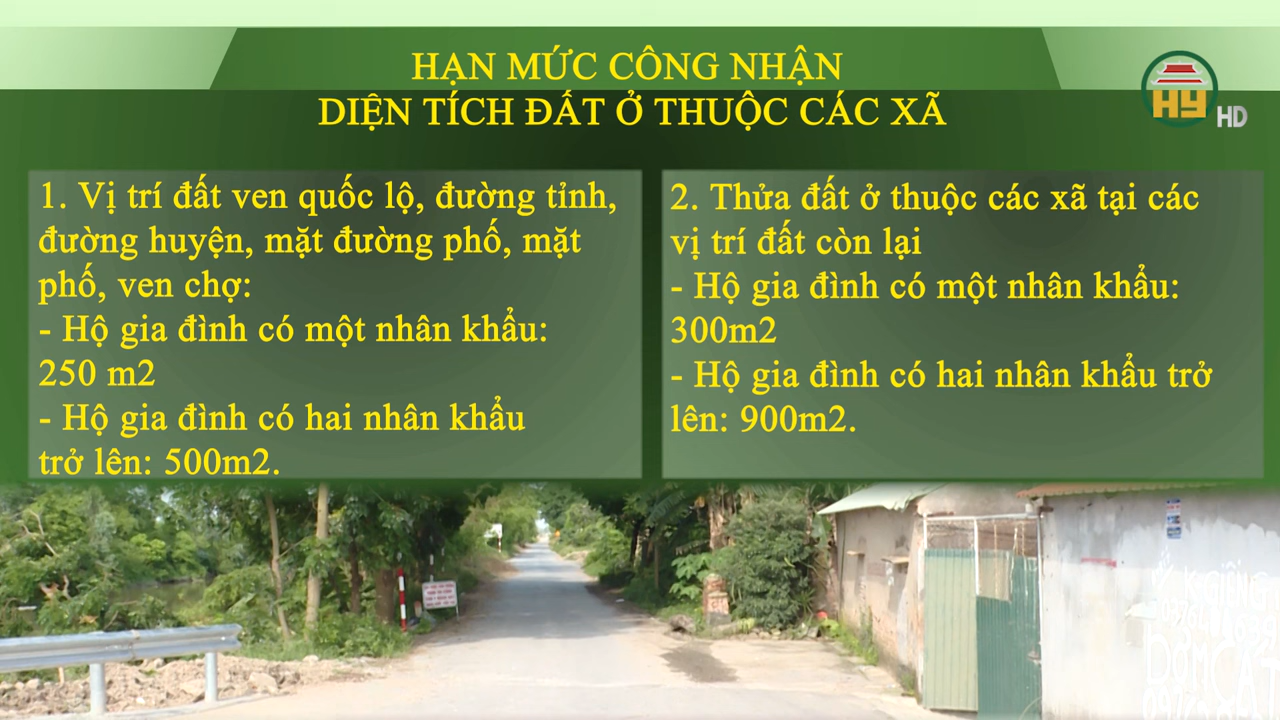 HẠN MỨC CÔNG NHẬN
DIỆN TÍCH ĐẤT Ở THUỘC CÁC XÃ
HY HD
1. Vị trí đất ven quốc lộ, đường tỉnh,
đường huyện, mặt đường phố, mặt
phố, ven chợ:
- Hộ gia đình có một nhân khẩu:
250 m2
- Hộ gia đình có hai nhân khẩu
trở lên: 500m2.
2. Thửa đất ở thuộc các xã tại các
vị trí đất còn lại
- Hộ gia đình có một nhân khẩu:
300m2
- Hộ gia đình có hai nhân khẩu trở
lên: 900m2.